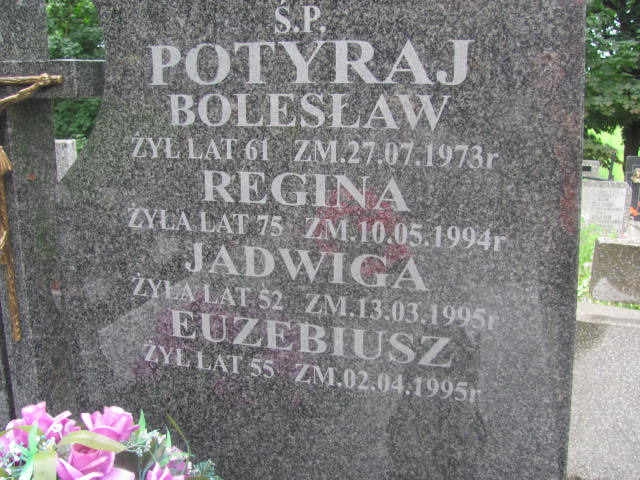 Ś.P.
POTYRAJ
BOLESŁAW
ŻYŁ LAT 61 ZM.27.07.1973r
REGINA
ŻYŁA LAT 75 ZM.10.05.1994r
JADWIGA
ŻYŁA LAT 52 ZM.13.03.1995r
EUZEBIUSZ
ŻYŁ LAT 55 ZM.02.04.1995r